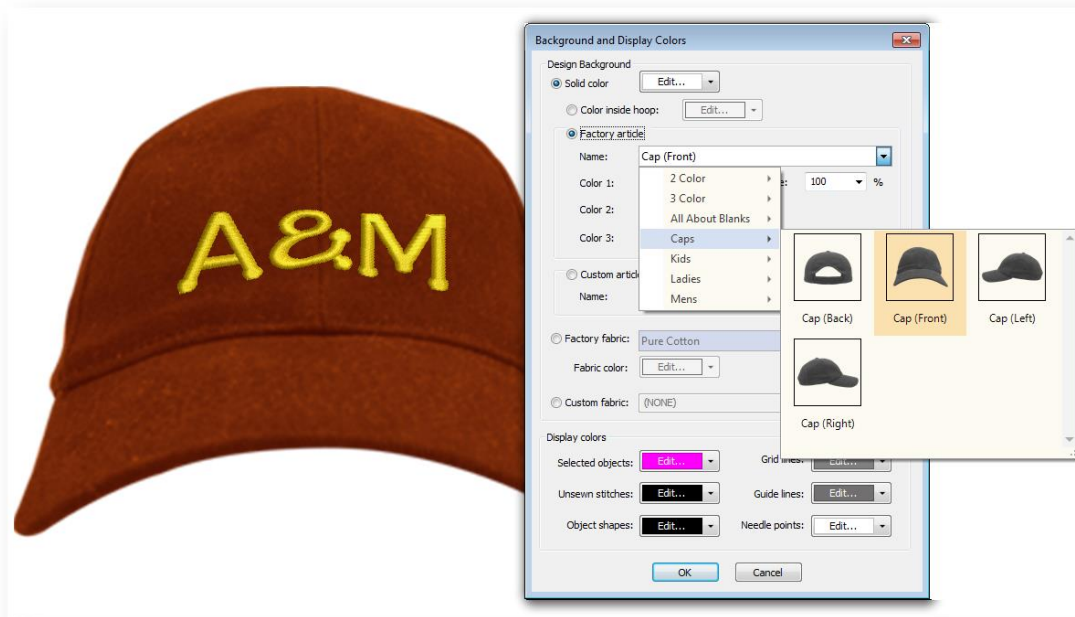 A&M
Background and Display Colors
Design Background
Solid color
Edit...
Color inside hoop:
Edit...
Factory article
Name:
Cap (Front)
Color 1:
100
%
Color 2:
Color 3:
2 Color
3 Color
All About Blanks
Caps
Kids
Ladies
Mens
Cap (Back)
Cap (Front)
Cap (Left)
Cap (Right)
Custom
Name:
Factory fabric:
Pure Cotton
Fabric color:
Edit...
Custom fabric:
(NONE)
Display colors
Selected objects:
Edit...
Grid lines:
Edit...
Unsewn stitches:
Edit...
Guide lines:
Edit...
Object shapes:
Edit...
Needle points:
Edit...
OK
Cancel